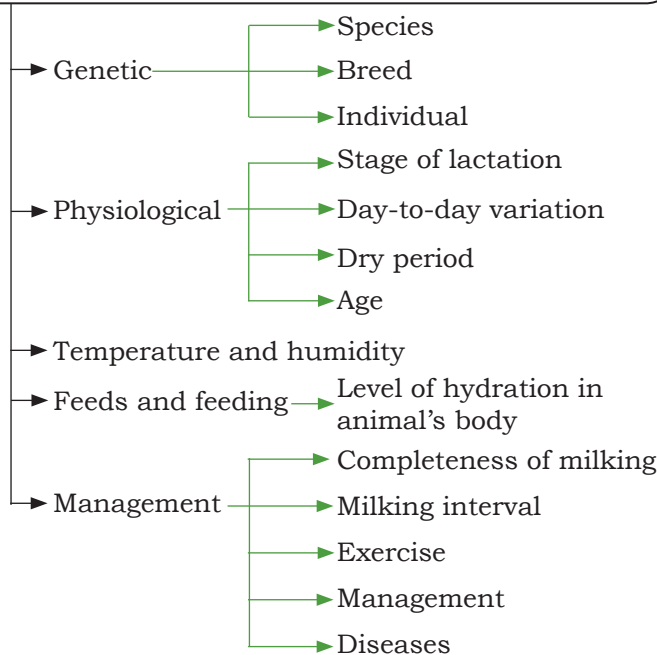 Genetic
Species
Breed
Individual
Physiological
Stage of lactation
Day-to-day variation
Dry period
Age
Temperature and humidity
Feeds and feeding
Level of hydration in
animal's body
Management
Completeness of milking
Milking interval
Exercise
Management
Diseases